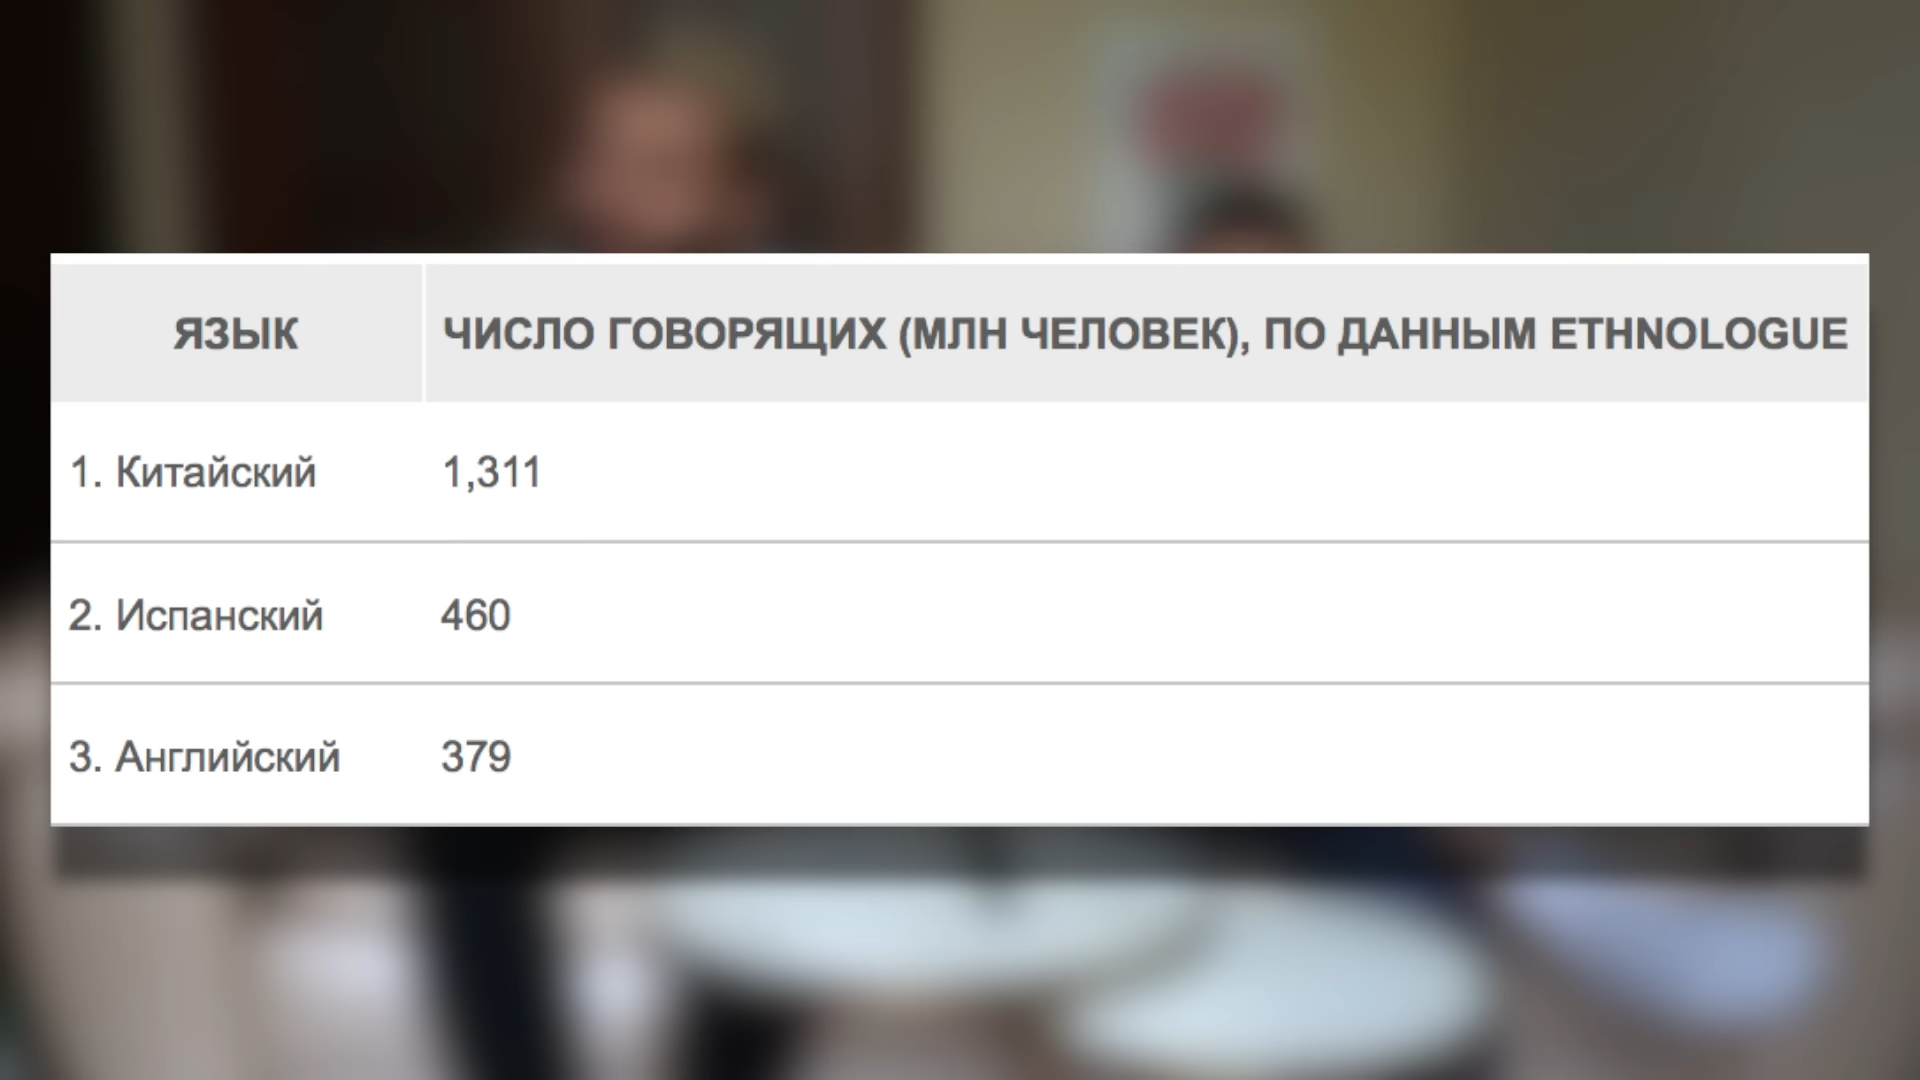 ЯЗЫК ЧИСЛО ГОВОРЯЩИХ (МЛН ЧЕЛОВЕК), ПО ДАННЫМ ETHNOLOGUE
1. Китайский 1,311
2. Испанский 460
3. Английский 379